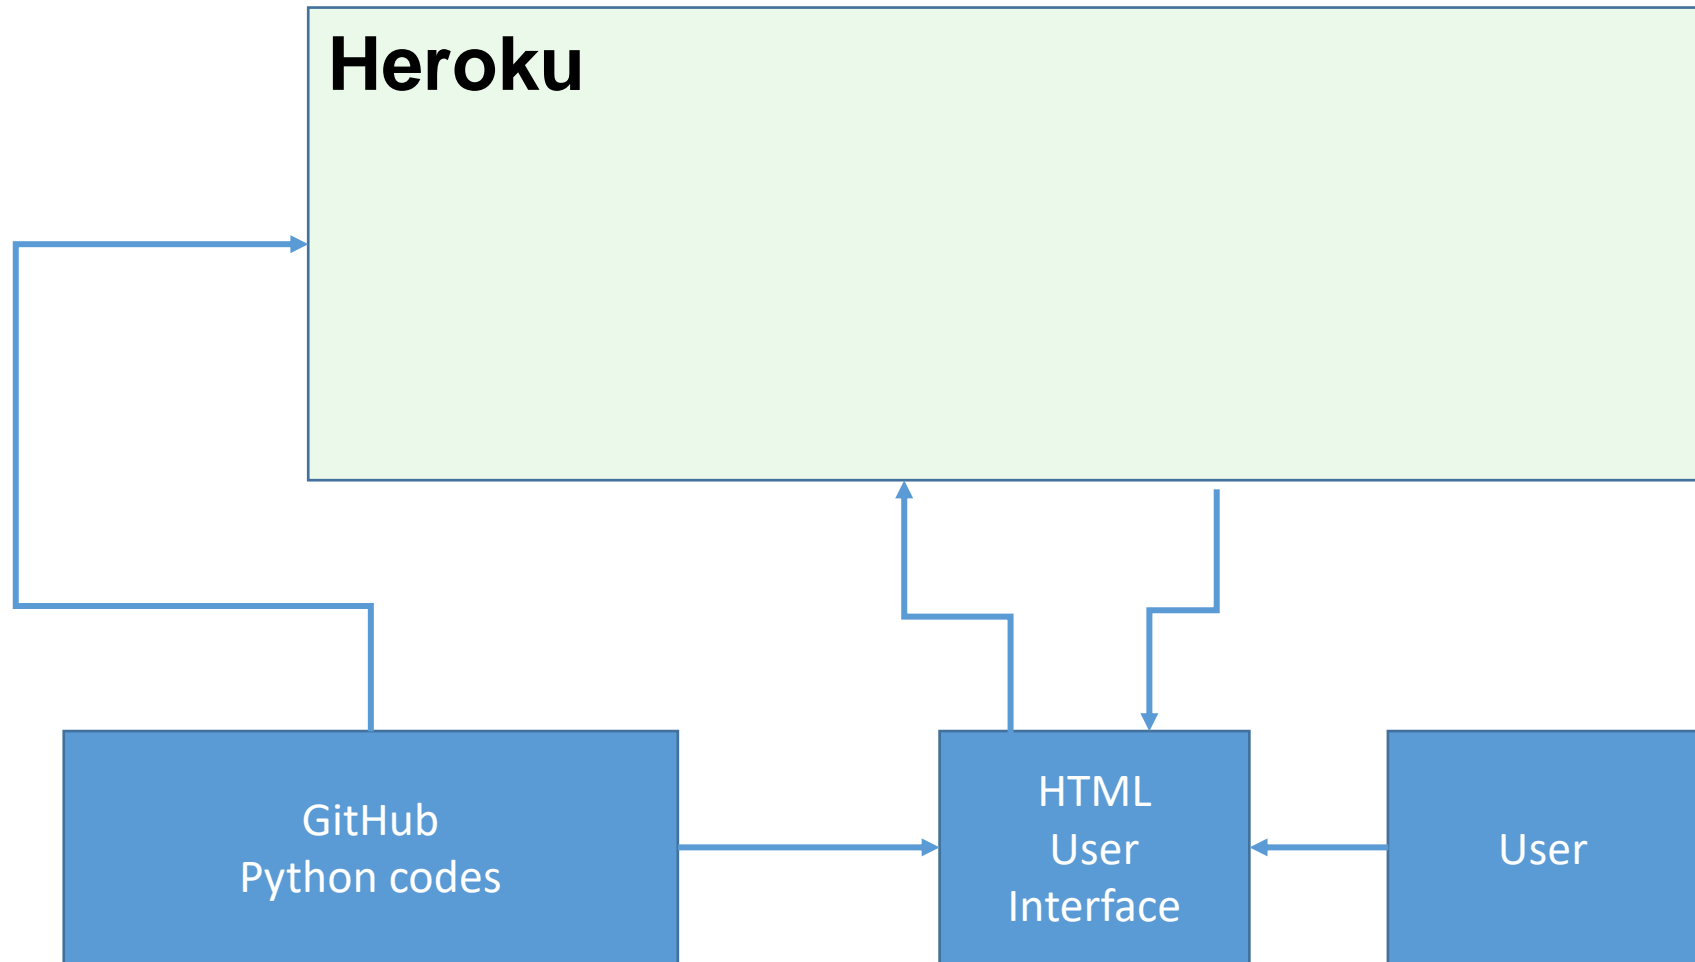 Heroku
GitHub
Python codes
HTML
User
Interface
User